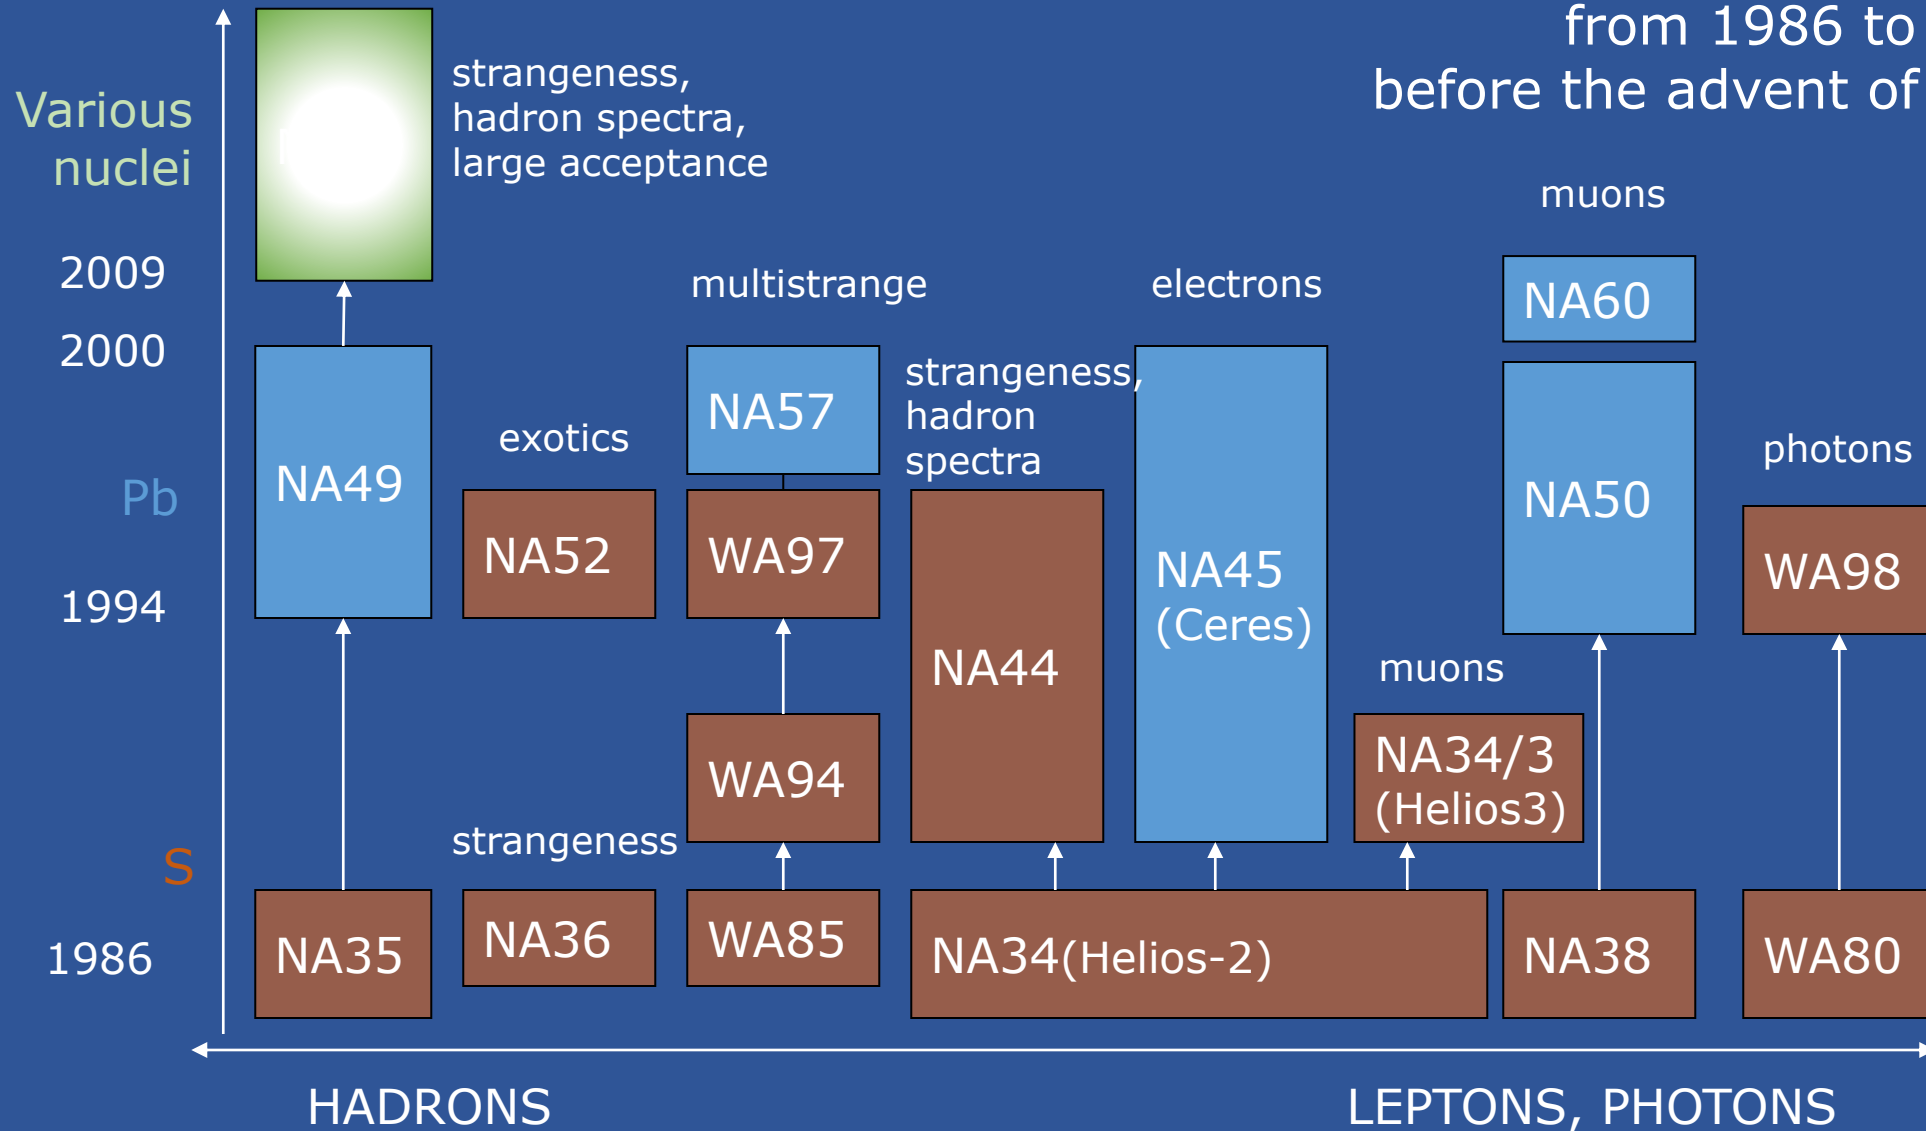 from 1986 to
before the advent of
Various
nuclei
strangeness,
hadron spectra,
large acceptance
muons
2009
multistrange
electrons
NA60
2000
strangeness,
hadron
spectra
NA57
exotics
photons
NA49
Pb
NA50
NA52
WA97
WA98
NA45
(Ceres)
1994
NA44
muons
WA94
NA34/3
(Helios3)
strangeness
S
1986
NA35
NA36
WA85
NA34(Helios-2)
NA38
WA80
HADRONS
LEPTONS, PHOTONS